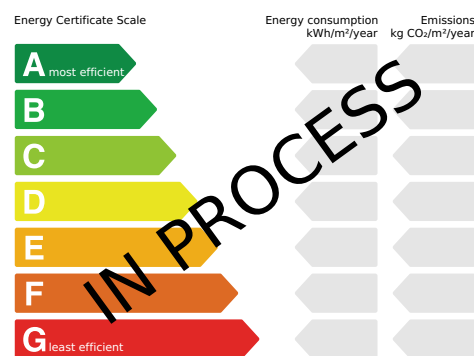 Energy Certificate Scale
Energy consumption
kWh/m²/year
Emissions
kg CO₂/m²/year
A most efficient
B
C
D
E
F
G least efficient
IN PROCESS